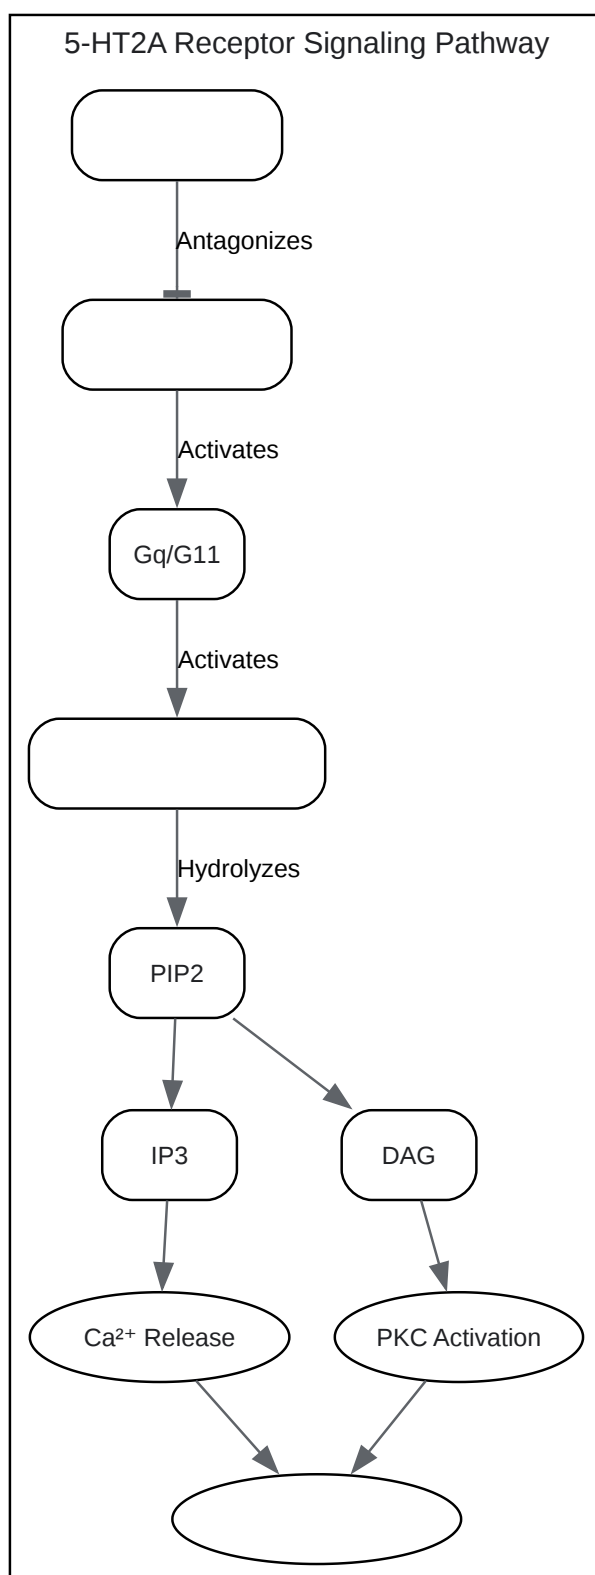 5-HT2A Receptor Signaling Pathway
Antagonizes
Activates
Gq/G11
Activates
Hydrolyzes
PIP2
IP3
DAG
Ca²⁺ Release
PKC Activation